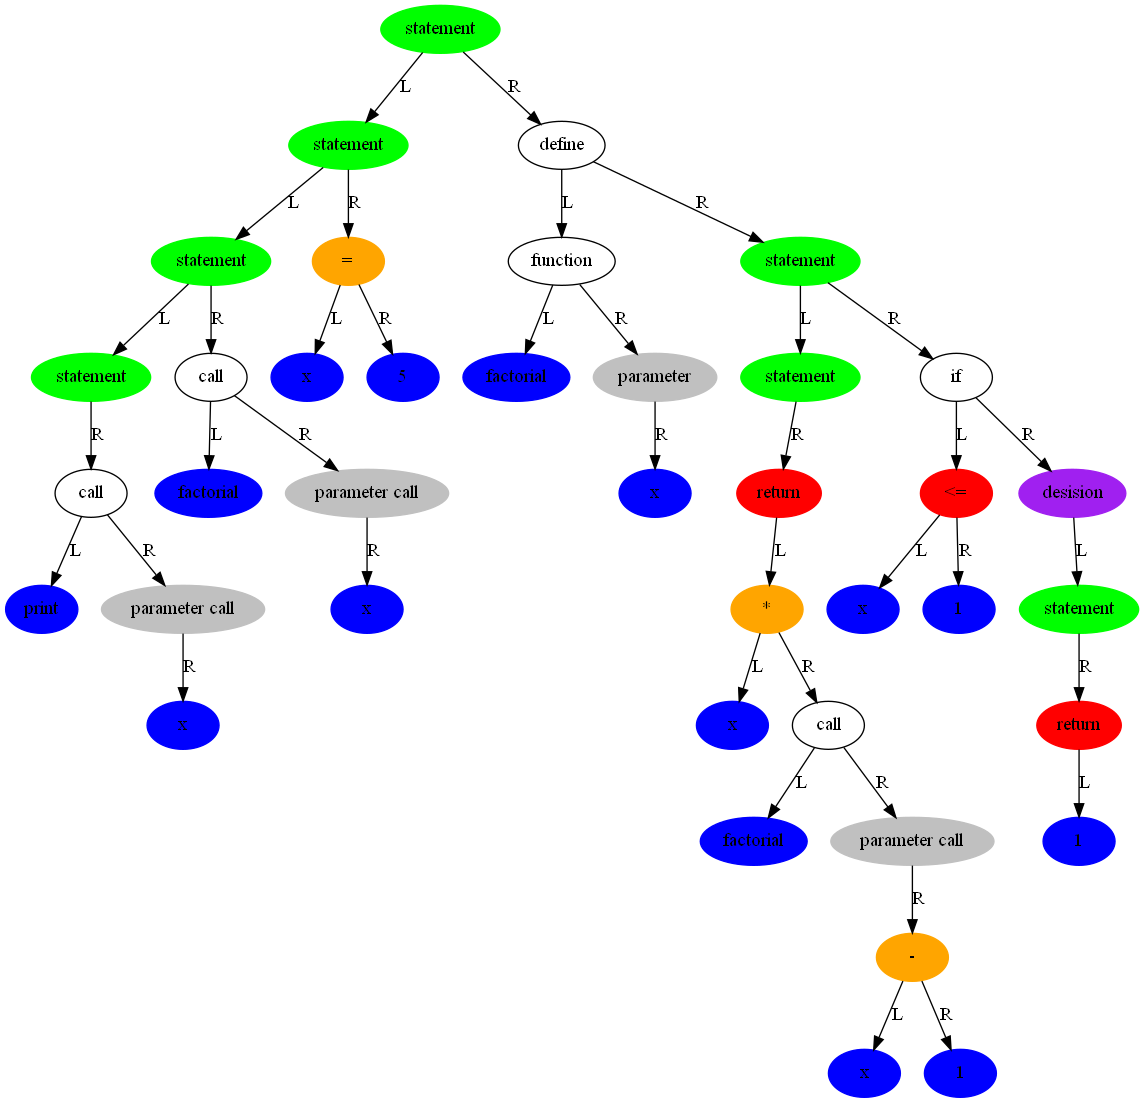 statement
L R
statement define
L R L R
statement = function statement
L R L R L R L R
statement call x 5 factorial parameter statement if
R L R R R L R
call factorial parameter call x return <= desision
L R R L L R L
print parameter call x * x 1 statement
R L R R
x x call return
L R L
factorial parameter call 1
R
-
L R
x 1